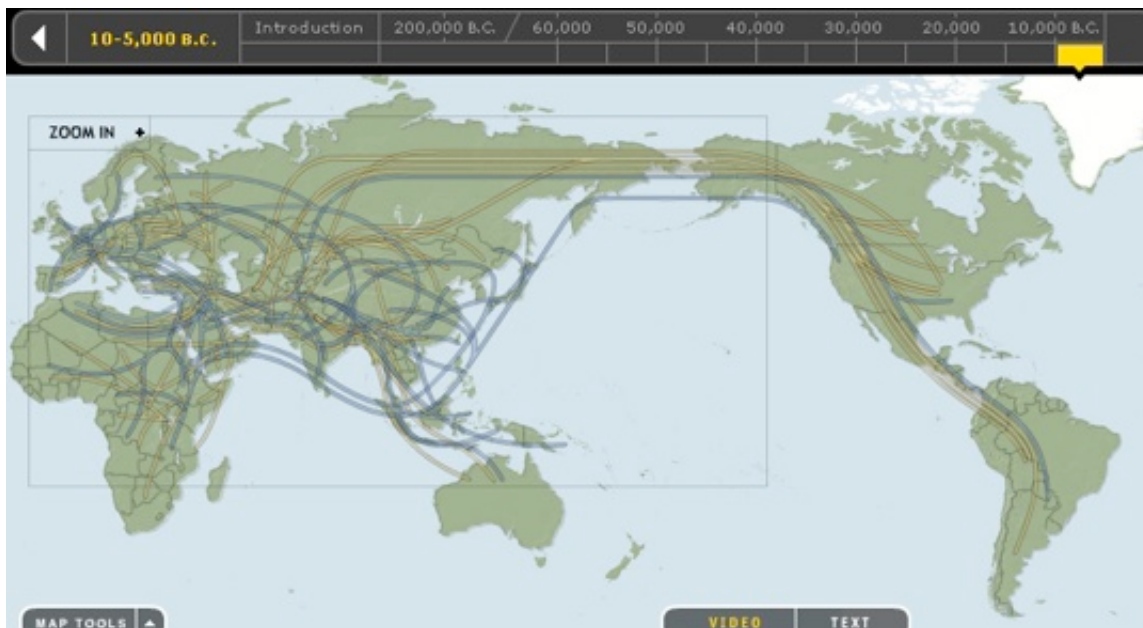 10-5,000 B.C. Introduction 200,000 B.C. 60,000 50,000 40,000 30,000 20,000 10,000 B.C.
ZOOM IN +
MAP TOOLS VIDEO TEXT